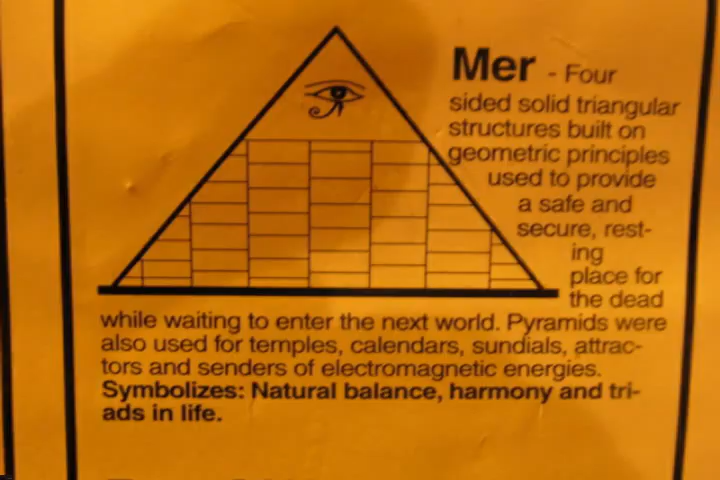 Mer - Four
sided solid triangular
structures built on
geometric principles
used to provide
a safe and
secure, rest-
ing
place for
the dead
while waiting to enter the next world. Pyramids were
also used for temples, calendars, sundials, attrac-
tors and senders of electromagnetic energies.
Symbolizes: Natural balance, harmony and tri-
ads in life.